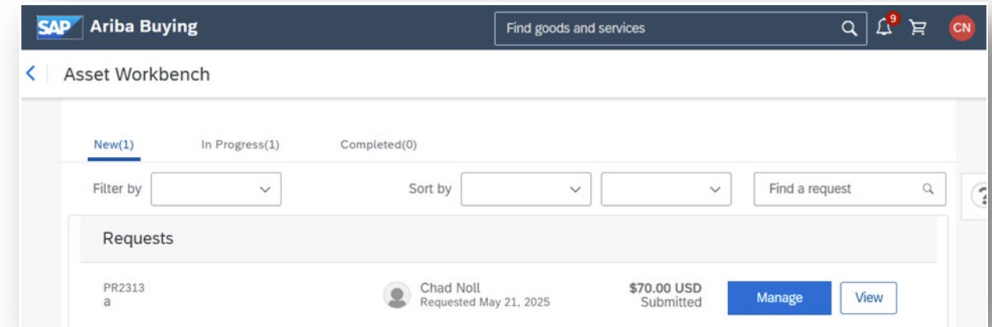 SAP Ariba Buying
Find goods and services
9
CN
Asset Workbench
New(1) In Progress(1) Completed(0)
Filter by
Sort by
Find a request
?
Requests
PR2313
a
Chad Noll
Requested May 21, 2025
$70.00 USD
Submitted
Manage
View